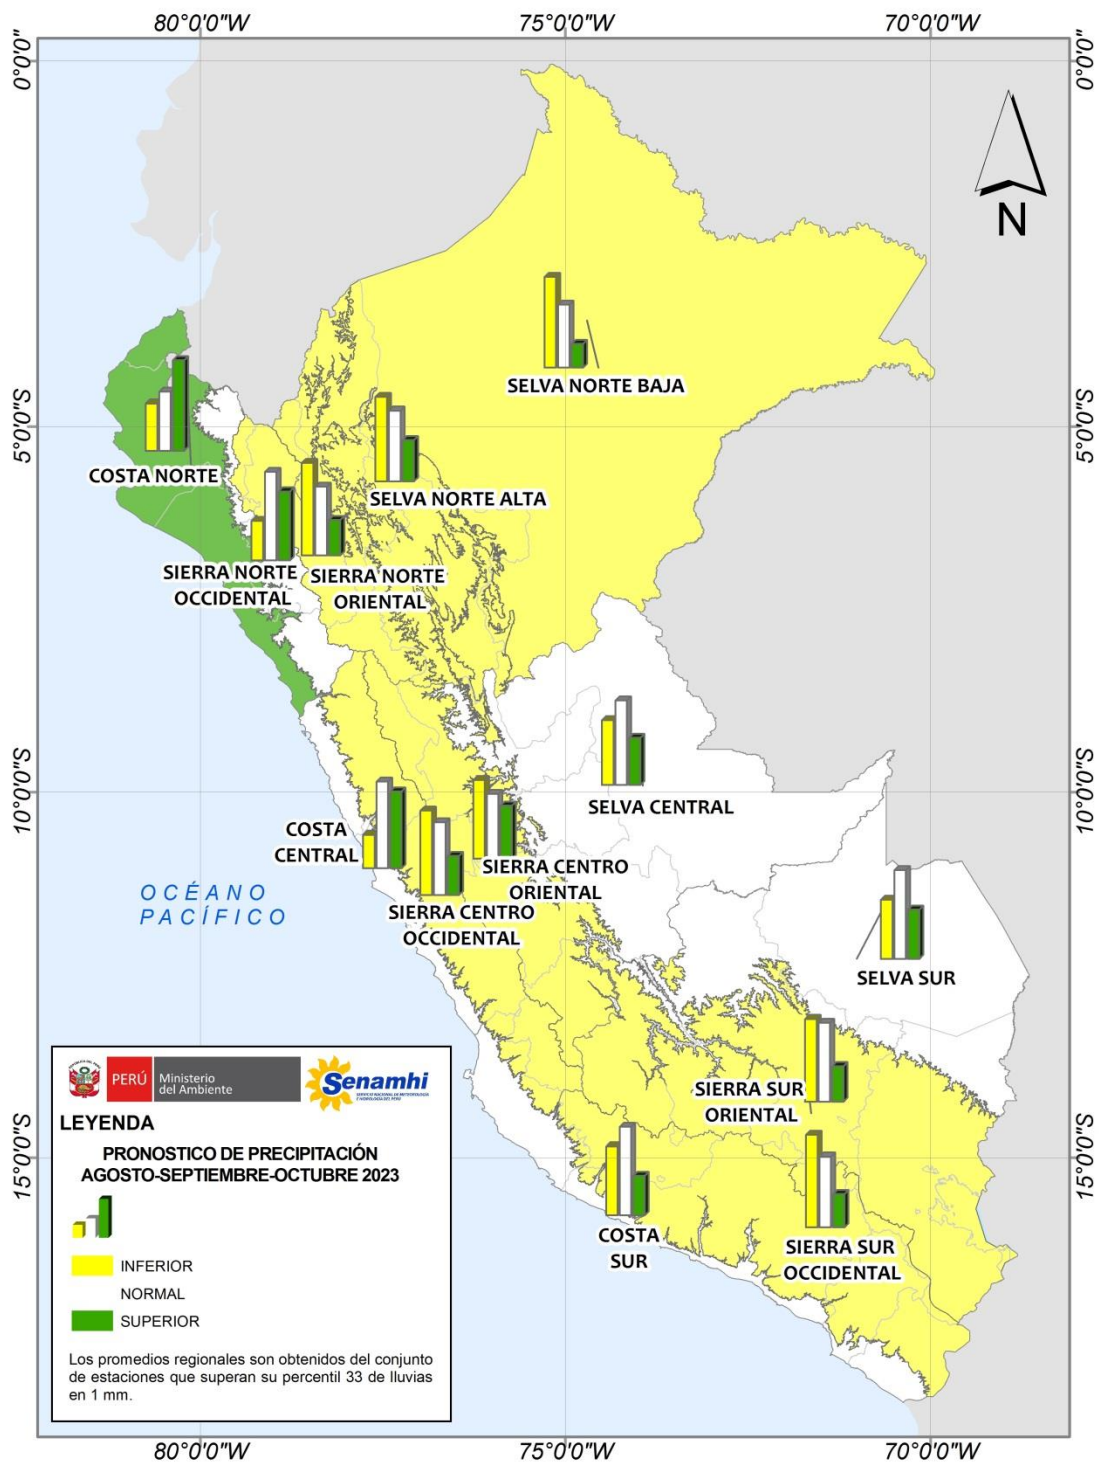 80°0'0"W
75°0'0"W
70°0'0"W
0°0'0"
0°0'0"
N
SELVA NORTE BAJA
5°0'0"S
5°0'0"S
COSTA NORTE
SELVA NORTE ALTA
SIERRA NORTE
OCCIDENTAL
SIERRA NORTE
ORIENTAL
10°0'0"S
10°0'0"S
SELVA CENTRAL
COSTA
CENTRAL
SIERRA CENTRO
ORIENTAL
OCÉANO
PACÍFICO
SIERRA CENTRO
OCCIDENTAL
SELVA SUR
SIERRA SUR
ORIENTAL
15°0'0"S
15°0'0"S
COSTA
SUR
SIERRA SUR
OCCIDENTAL
PERÚ
Ministerio
del Ambiente
Senamhi
LEYENDA
PRONOSTICO DE PRECIPITACIÓN
AGOSTO-SEPTIEMBRE-OCTUBRE 2023
INFERIOR
NORMAL
SUPERIOR
Los promedios regionales son obtenidos del conjunto
de estaciones que superan su percentil 33 de lluvias
en 1 mm.
80°0'0"W
75°0'0"W
70°0'0"W